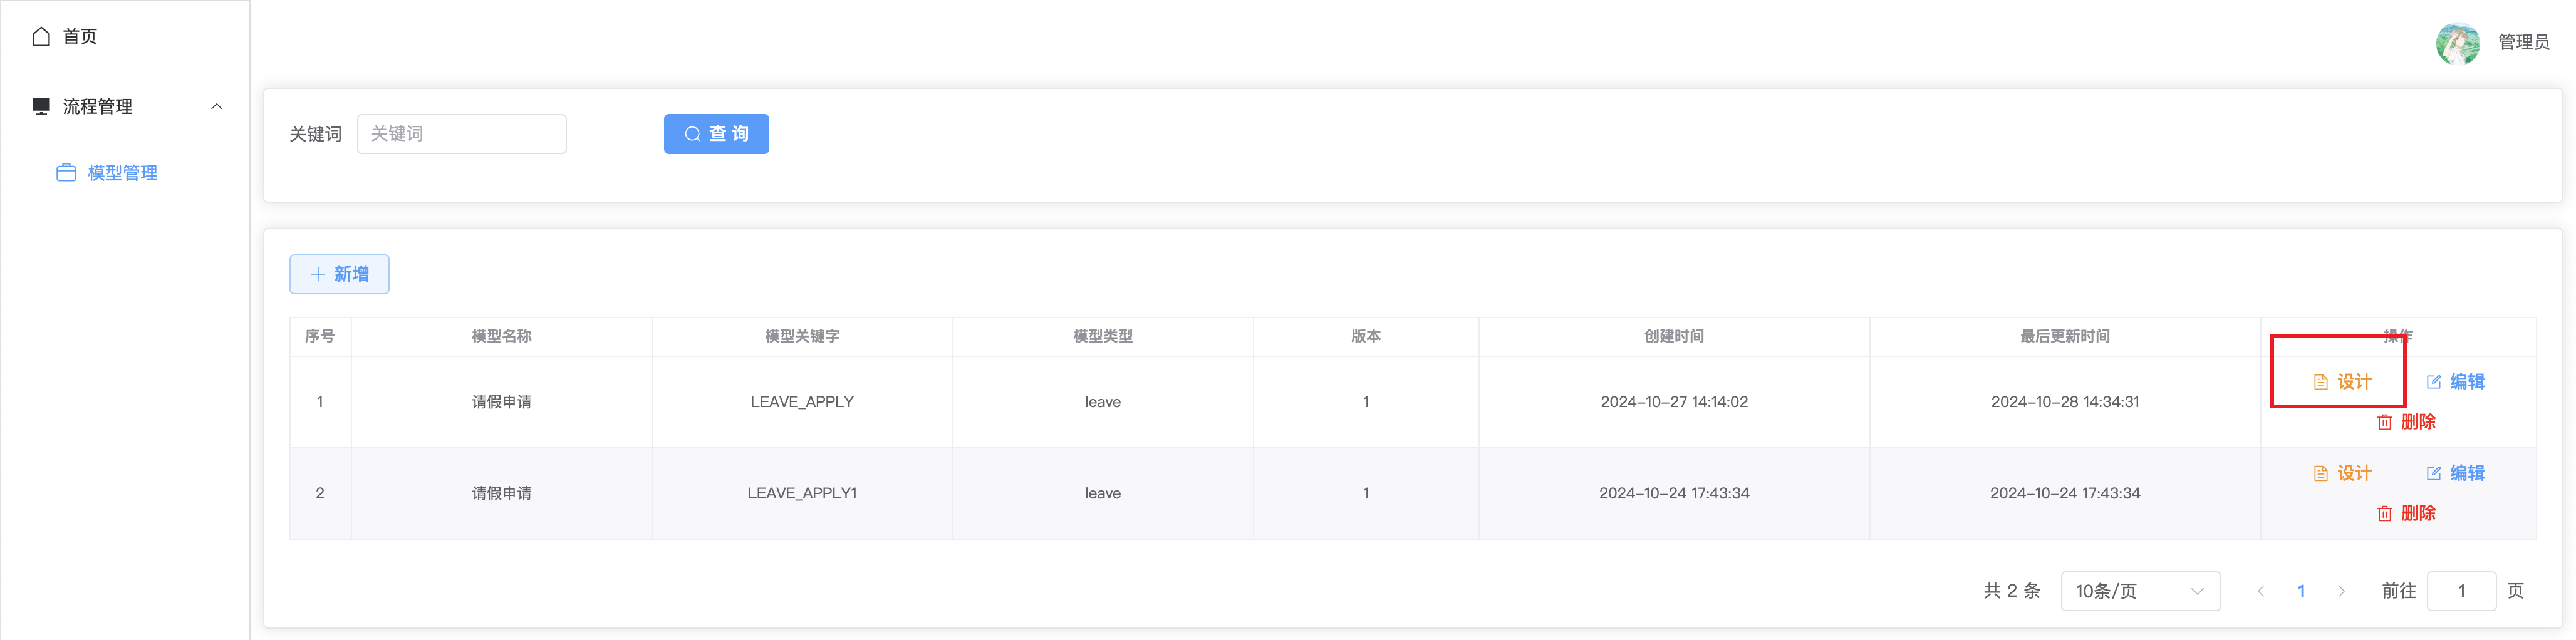 首页
管理员
流程管理
模型管理
关键词 关键词 查 询
新增
序号 模型名称 模型关键字 模型类型 版本 创建时间 最后更新时间 操作
1 请假申请 LEAVE_APPLY leave 1 2024-10-27 14:14:02 2024-10-28 14:34:31 设计 编辑
删除
2 请假申请 LEAVE_APPLY1 leave 1 2024-10-24 17:43:34 2024-10-24 17:43:34 设计 编辑
删除
共 2 条 10条/页 1 前往 1 页